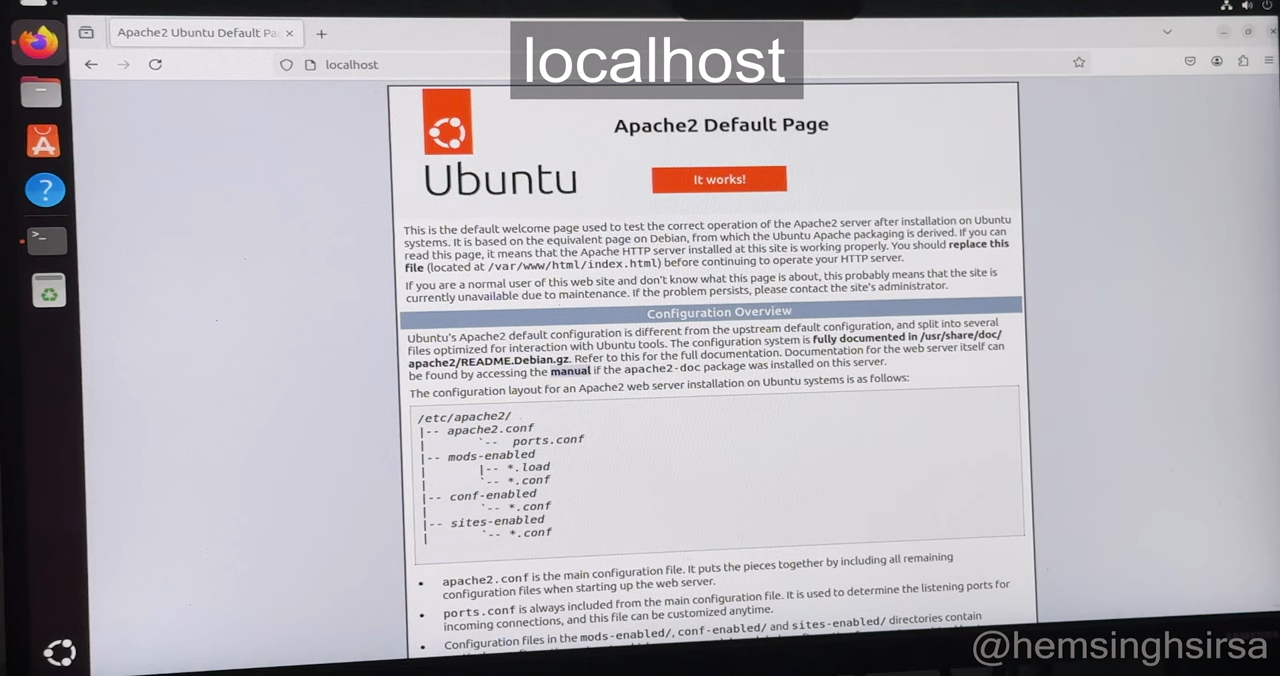 Apache2 Ubuntu Default Pa
localhost
localhost
Apache2 Default Page
Ubuntu
It works!
This is the default welcome page used to test the correct operation of the Apache2 server after installation on Ubuntu
systems. It is based on the equivalent page on Debian, from which the Ubuntu Apache packaging is derived. If you can
read this page, it means that the Apache HTTP server installed at this site is working properly. You should replace this
file (located at /var/www/html/index.html) before continuing to operate your HTTP server.
If you are a normal user of this web site and don't know what this page is about, this probably means that the site is
currently unavailable due to maintenance. If the problem persists, please contact the site's administrator.
Configuration Overview
Ubuntu's Apache2 default configuration is different from the upstream default configuration, and split into several
files optimized for interaction with Ubuntu tools. The configuration system is fully documented in /usr/share/doc/
apache2/README.Debian.gz. Refer to this for the full documentation. Documentation for the web server itself can
be found by accessing the manual if the apache2-doc package was installed on this server.
The configuration layout for an Apache2 web server installation on Ubuntu systems is as follows:
/etc/apache2/
|-- apache2.conf
|       `--  ports.conf
|-- mods-enabled
|       |-- *.load
|       `-- *.conf
|-- conf-enabled
|       `-- *.conf
|-- sites-enabled
|       `-- *.conf
• apache2.conf is the main configuration file. It puts the pieces together by including all remaining
configuration files when starting up the web server.
• ports.conf is always included from the main configuration file. It is used to determine the listening ports for
incoming connections, and this file can be customized anytime.
• Configuration files in the mods-enabled/, conf-enabled/ and sites-enabled/ directories contain
@hemsinghsirsa